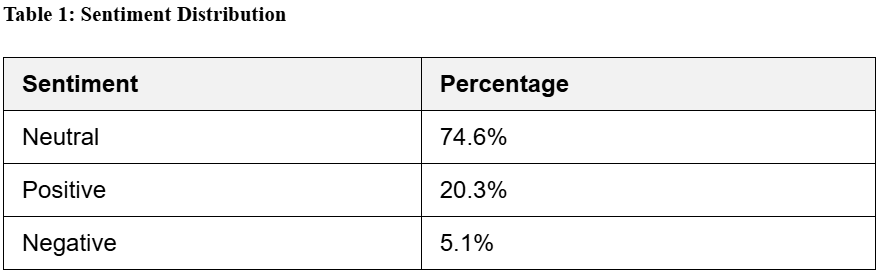 Table 1: Sentiment Distribution
Sentiment Percentage
Neutral 74.6%
Positive 20.3%
Negative 5.1%